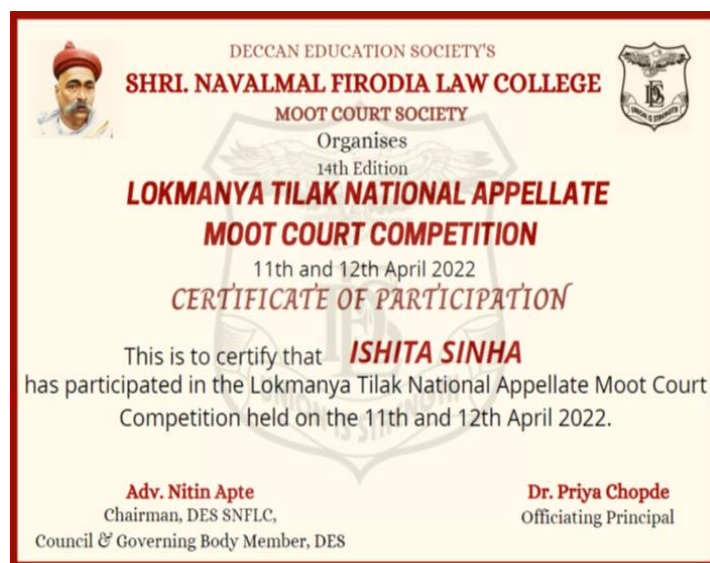 DECCAN EDUCATION SOCIETY'S
SHRI. NAVALMAL FIRODIA LAW COLLEGE
MOOT COURT SOCIETY
Organises
14th Edition
LOKMANYA TILAK NATIONAL APPELLATE
MOOT COURT COMPETITION
11th and 12th April 2022
CERTIFICATE OF PARTICIPATION
This is to certify that ISHITA SINHA
has participated in the Lokmanya Tilak National Appellate Moot Court
Competition held on the 11th and 12th April 2022.
UNION IS STRENGTH
Adv. Nitin Apte
Chairman, DES SNFLC,
Council & Governing Body Member, DES
Dr. Priya Chopde
Officiating Principal